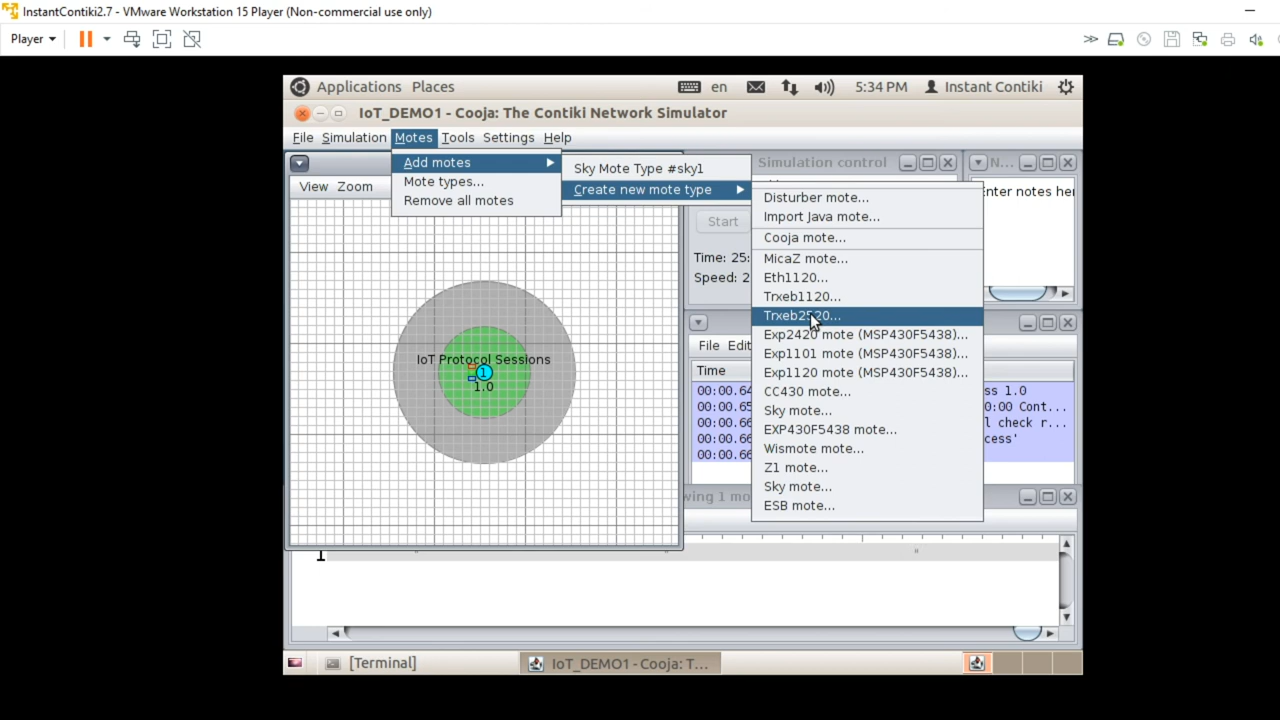 InstantContiki2.7 - VMware Workstation 15 Player (Non-commercial use only)
Player
Applications Places en 5:34 PM Instant Contiki
IoT_DEMO1 - Cooja: The Contiki Network Simulator
File Simulation Motes Tools Settings Help
Add motes
Mote types...
Remove all motes
Sky Mote Type #sky1
Create new mote type
Disturber mote...
Import Java mote...
Cooja mote...
MicaZ mote...
Eth1120...
Trxeb1120...
Trxeb2520...
Exp2420 mote (MSP430F5438)...
Exp1101 mote (MSP430F5438)...
Exp1120 mote (MSP430F5438)...
CC430 mote...
Sky mote...
EXP430F5438 mote...
Wismote mote...
Z1 mote...
Sky mote...
ESB mote...
View Zoom
IoT Protocol Sessions
1
1.0
Simulation control
Start
Time: 25:
Speed: 2
N...
Enter notes her
File Edit
Time
00:00.64 ss 1.0
00:00.65 0:00 Cont...
00:00.66 l check r...
00:00.66 cess'
00:00.66
wing 1 mo
1
[Terminal]
IoT_DEMO1 - Cooja: T...